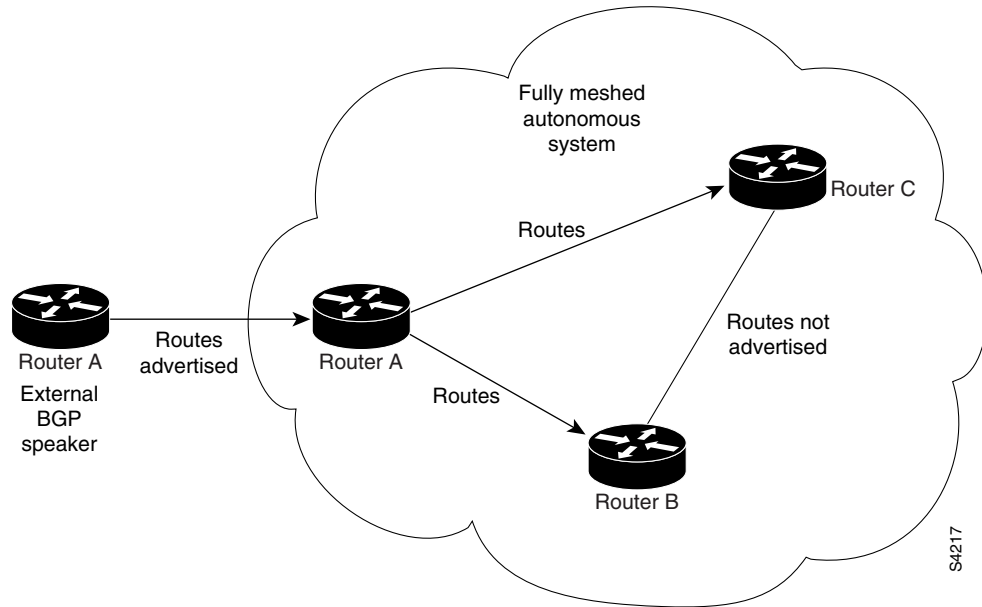 Fully meshed
autonomous
system
Router C
Routes
Routes not
advertised
Router A
Routes
advertised
Router A
External
BGP
speaker
Routes
Router B
S4217